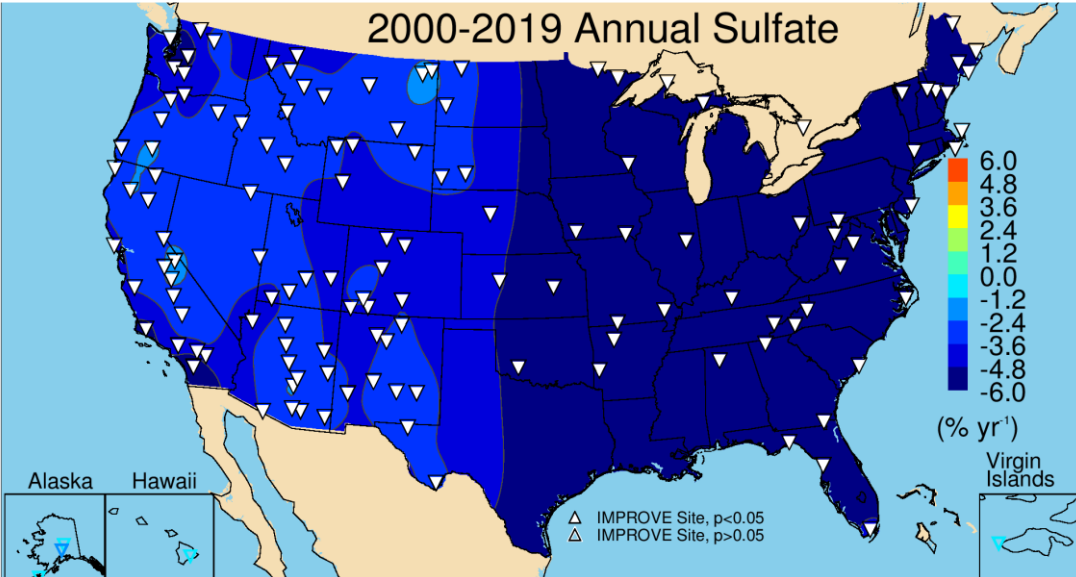 2000-2019 Annual Sulfate
6.0
4.8
3.6
2.4
1.2
0.0
-1.2
-2.4
-3.6
-4.8
-6.0
(% yr-1)
Alaska
Hawaii
Virgin
Islands
IMPROVE Site, p<0.05
IMPROVE Site, p>0.05